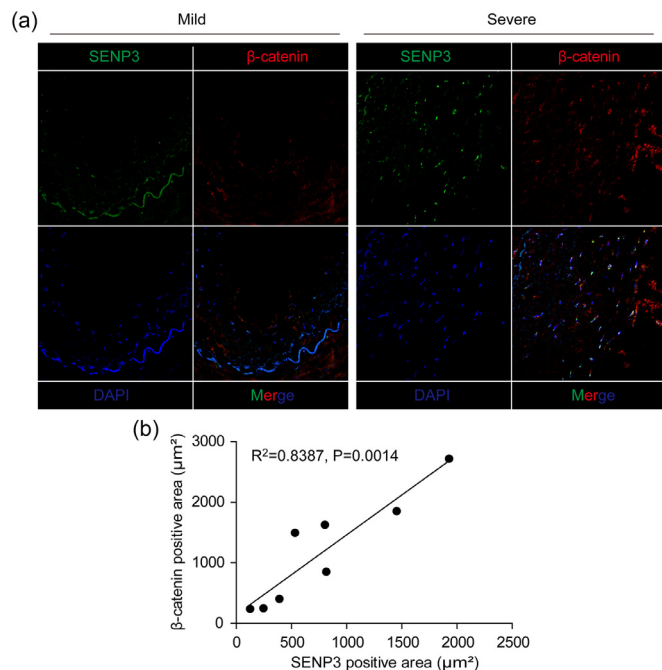 (a)
Mild
Severe
SENP3
β-catenin
SENP3
β-catenin
DAPI
Merge
DAPI
Merge
(b)
R²=0.8387, P=0.0014
β-catenin positive area (µm²)
3000
2000
1000
0
0 500 1000 1500 2000 2500
SENP3 positive area (µm²)